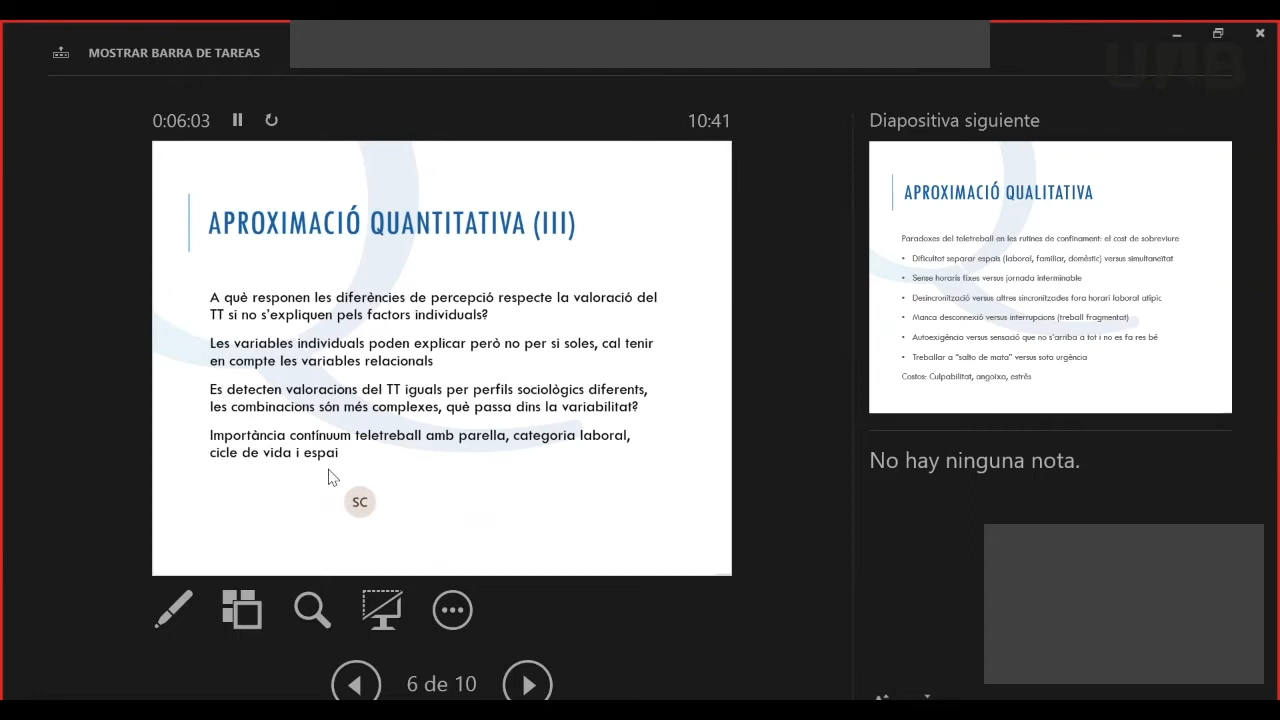 MOSTRAR BARRA DE TAREAS
UAB
0:06:03
10:41
Diapositiva siguiente
APROXIMACIÓ QUANTITATIVA (III)
A què responen les diferències de percepció respecte la valoració del
TT si no s'expliquen pels factors individuals?
Les variables individuals poden explicar però no per si soles, cal tenir
en compte les variables relacionals
Es detecten valoracions del TT iguals per perfils sociològics diferents,
les combinacions són més complexes, què passa dins la variabilitat?
Importància contínuum teletreball amb parella, categoria laboral,
cicle de vida i espai
SC
APROXIMACIÓ QUALITATIVA
Paradoxes del teletreball en les rutines de confinament: el cost de sobreviure
• Dificultat separar espais (laboral, familiar, domèstic) versus simultaneïtat
• Sense horaris fixes versus jornada interminable
• Desincronització versus altres sincronitzades fora horari laboral atípic
• Manca desconnexió versus interrupcions (treball fragmentat)
• Autoexigència versus sensació que no s'arriba a tot i no es fa res bé
• Treballar a "salto de mata" versus sota urgència
Costos: Culpabilitat, angoixa, estrès
No hay ninguna nota.
6 de 10